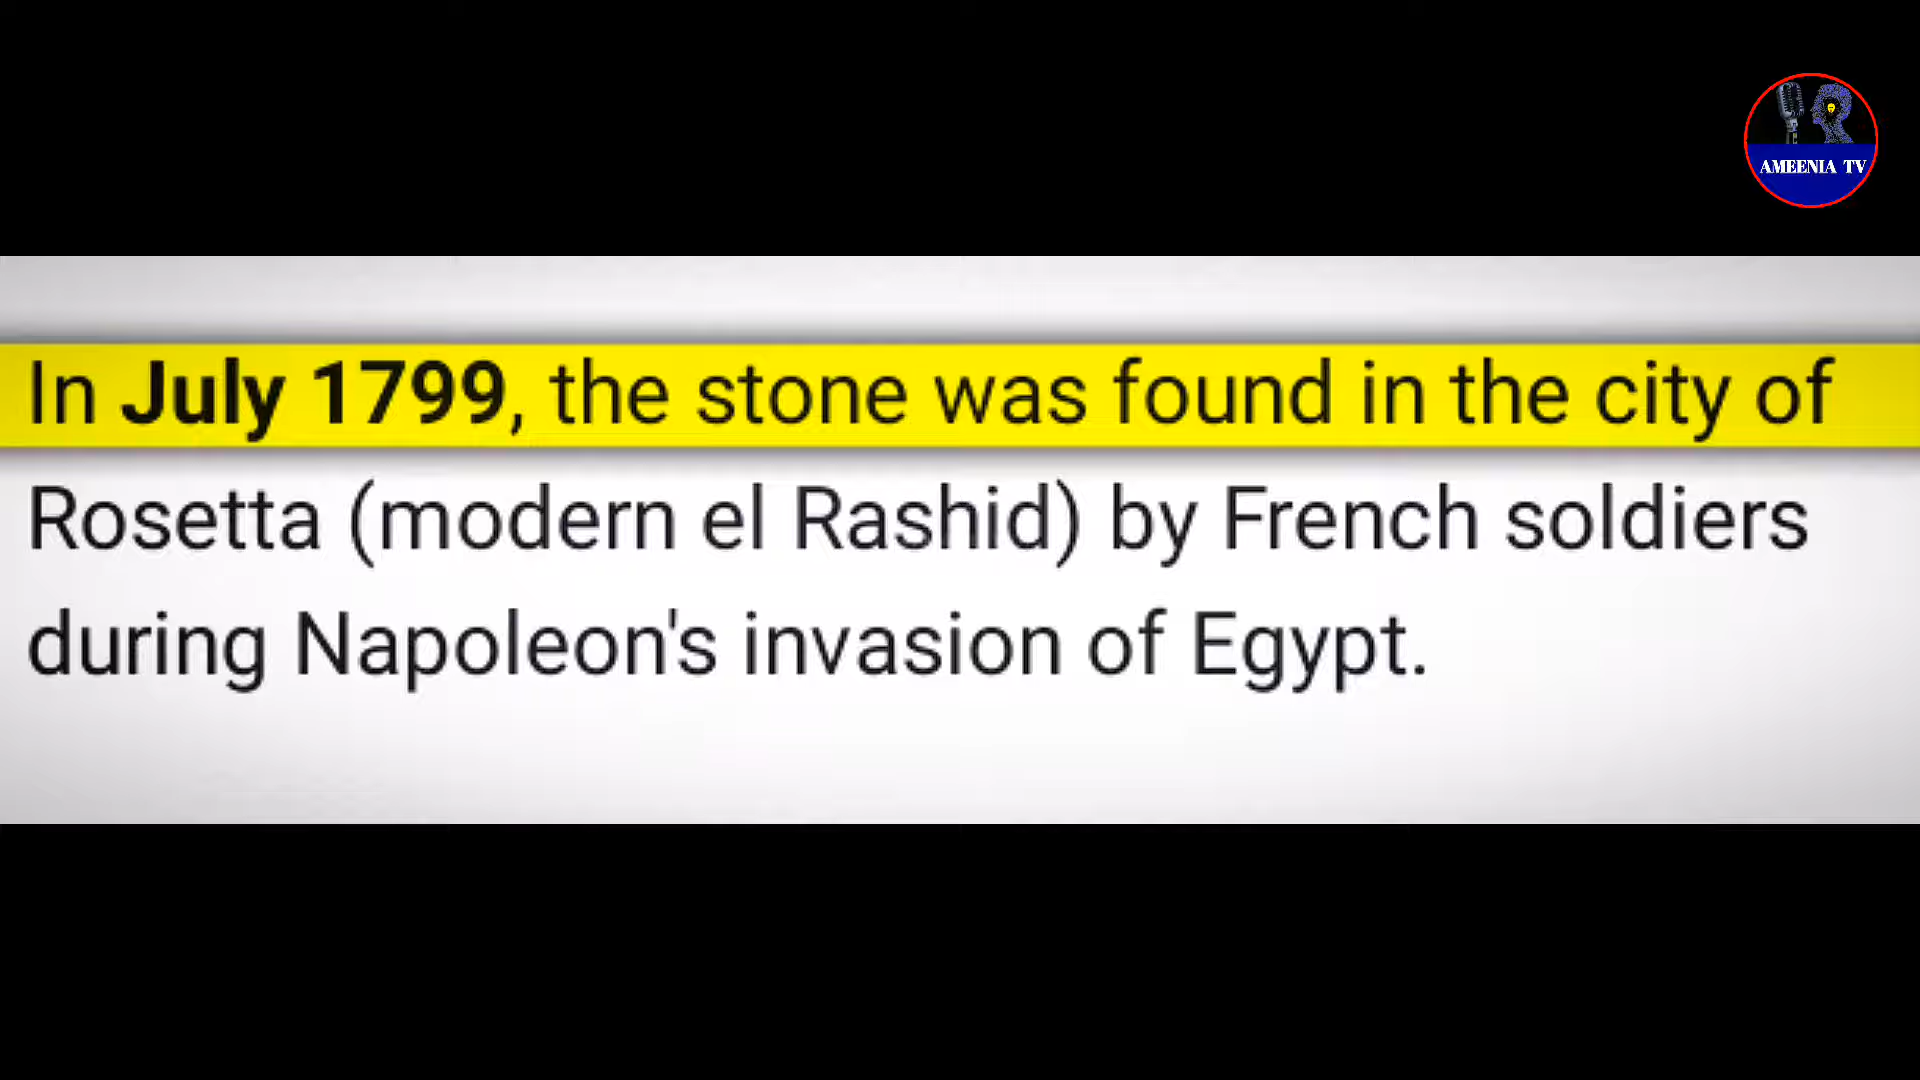 AMEENIA TV
In July 1799, the stone was found in the city of
Rosetta (modern el Rashid) by French soldiers
during Napoleon's invasion of Egypt.